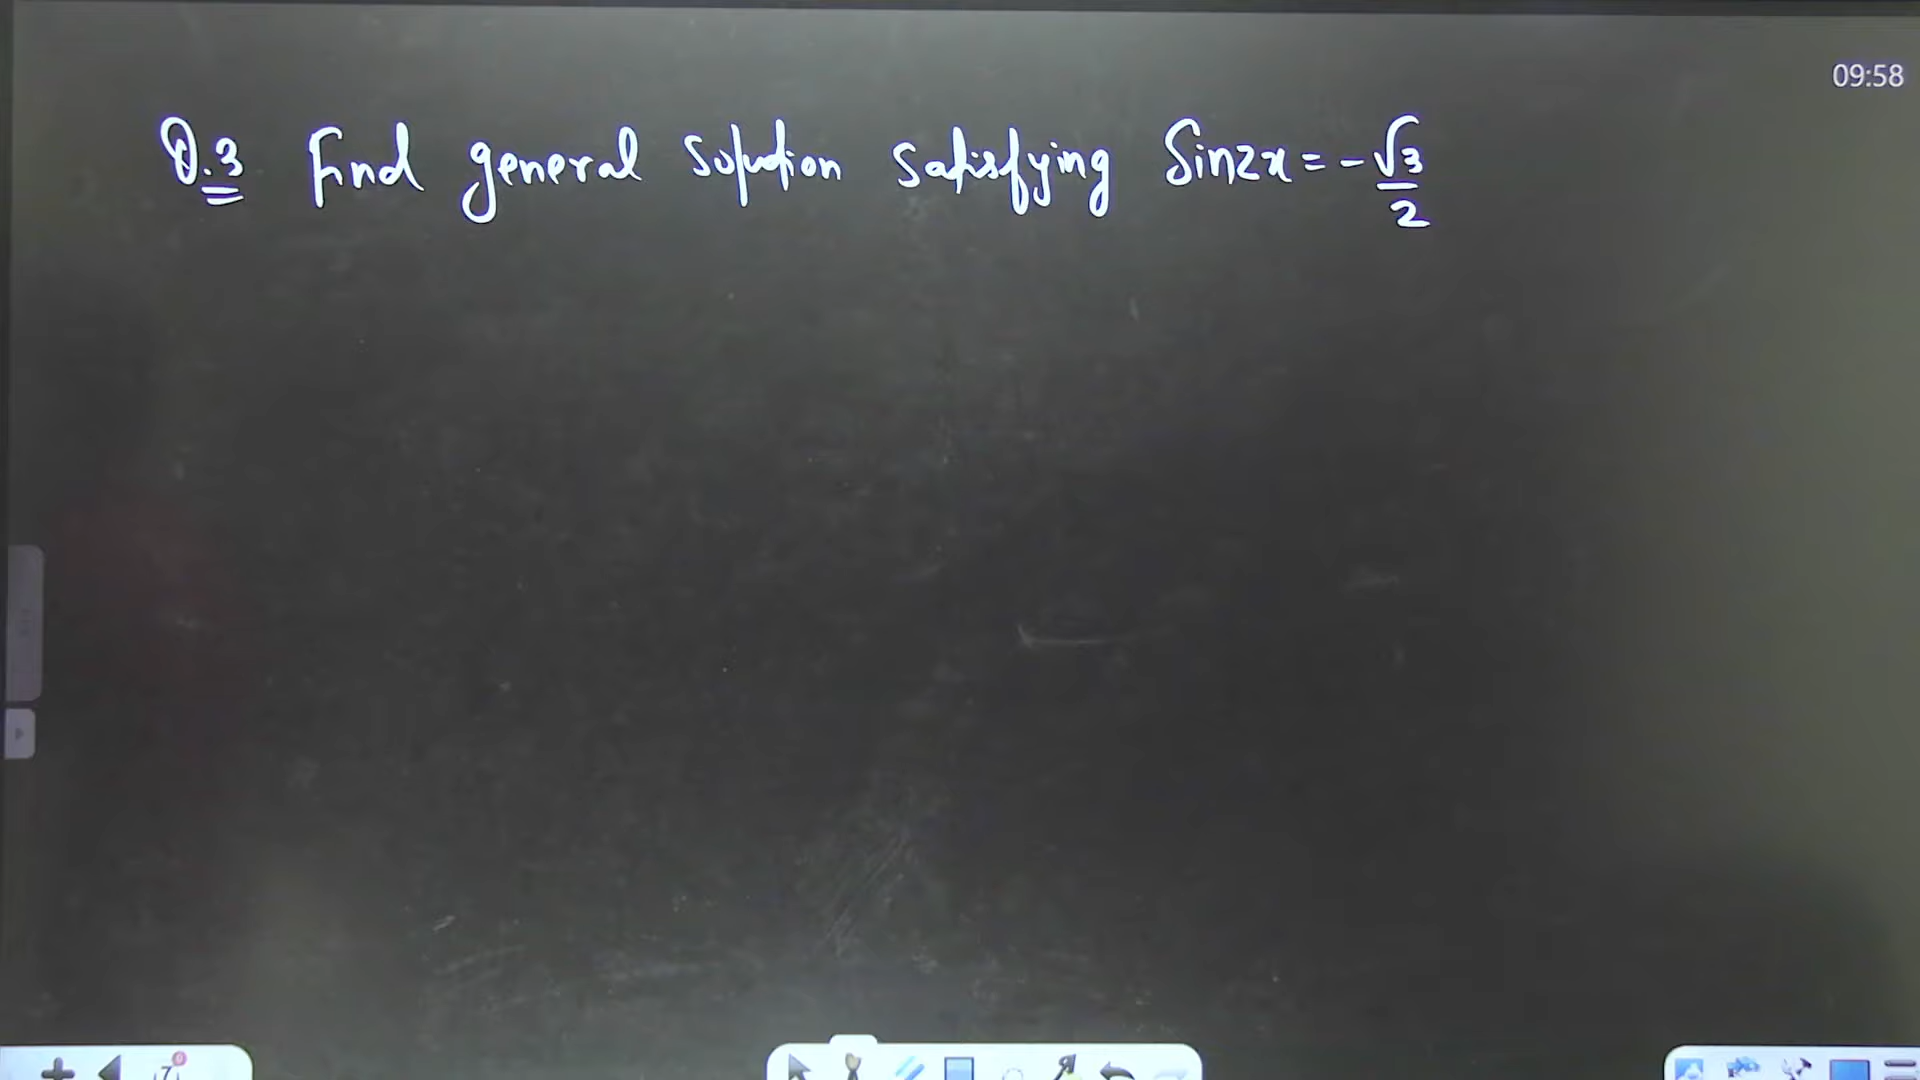 09:58
Q.3 Find general solution satisfying Sin2x = -√3/2